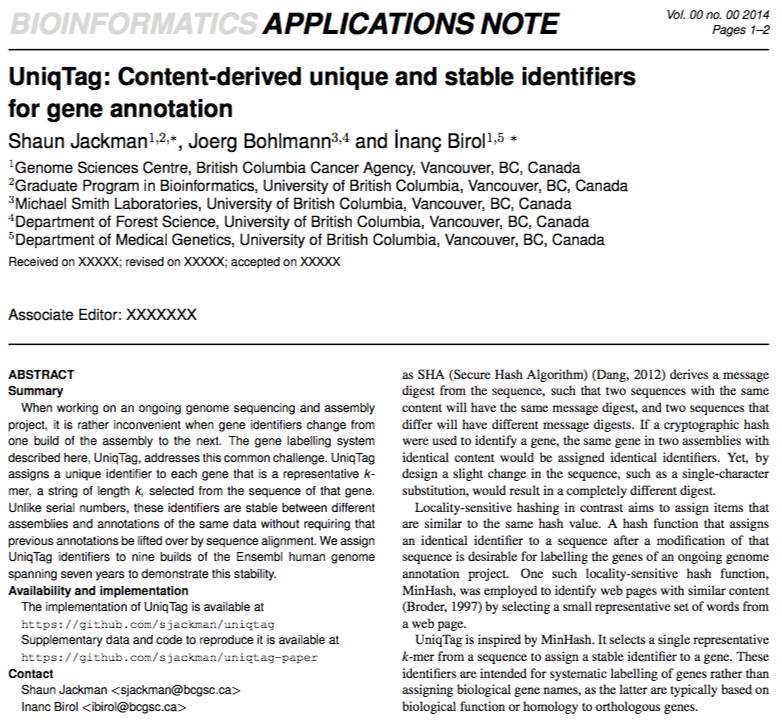 BIOINFORMATICS APPLICATIONS NOTE
Vol. 00 no. 00 2014
Pages 1–2
UniqTag: Content-derived unique and stable identifiers
for gene annotation
Shaun Jackman1,2,∗, Joerg Bohlmann3,4 and İnanç Birol1,5 ∗
1Genome Sciences Centre, British Columbia Cancer Agency, Vancouver, BC, Canada
2Graduate Program in Bioinformatics, University of British Columbia, Vancouver, BC, Canada
3Michael Smith Laboratories, University of British Columbia, Vancouver, BC, Canada
4Department of Forest Science, University of British Columbia, Vancouver, BC, Canada
5Department of Medical Genetics, University of British Columbia, Vancouver, BC, Canada
Received on XXXXX; revised on XXXXX; accepted on XXXXX
Associate Editor: XXXXXXX
ABSTRACT
Summary
When working on an ongoing genome sequencing and assembly
project, it is rather inconvenient when gene identifiers change from
one build of the assembly to the next. The gene labelling system
described here, UniqTag, addresses this common challenge. UniqTag
assigns a unique identifier to each gene that is a representative k-
mer, a string of length k, selected from the sequence of that gene.
Unlike serial numbers, these identifiers are stable between different
assemblies and annotations of the same data without requiring that
previous annotations be lifted over by sequence alignment. We assign
UniqTag identifiers to nine builds of the Ensembl human genome
spanning seven years to demonstrate this stability.
Availability and implementation
The implementation of UniqTag is available at
https://github.com/sjackman/uniqtag
Supplementary data and code to reproduce it is available at
https://github.com/sjackman/uniqtag-paper
Contact
Shaun Jackman <sjackman@bcgsc.ca>
Inanc Birol <ibirol@bcgsc.ca>
as SHA (Secure Hash Algorithm) (Dang, 2012) derives a message
digest from the sequence, such that two sequences with the same
content will have the same message digest, and two sequences that
differ will have different message digests. If a cryptographic hash
were used to identify a gene, the same gene in two assemblies with
identical content would be assigned identical identifiers. Yet, by
design a slight change in the sequence, such as a single-character
substitution, would result in a completely different digest.
Locality-sensitive hashing in contrast aims to assign items that
are similar to the same hash value. A hash function that assigns
an identical identifier to a sequence after a modification of that
sequence is desirable for labelling the genes of an ongoing genome
annotation project. One such locality-sensitive hash function,
MinHash, was employed to identify web pages with similar content
(Broder, 1997) by selecting a small representative set of words from
a web page.
UniqTag is inspired by MinHash. It selects a single representative
k-mer from a sequence to assign a stable identifier to a gene. These
identifiers are intended for systematic labelling of genes rather than
assigning biological gene names, as the latter are typically based on
biological function or homology to orthologous genes.